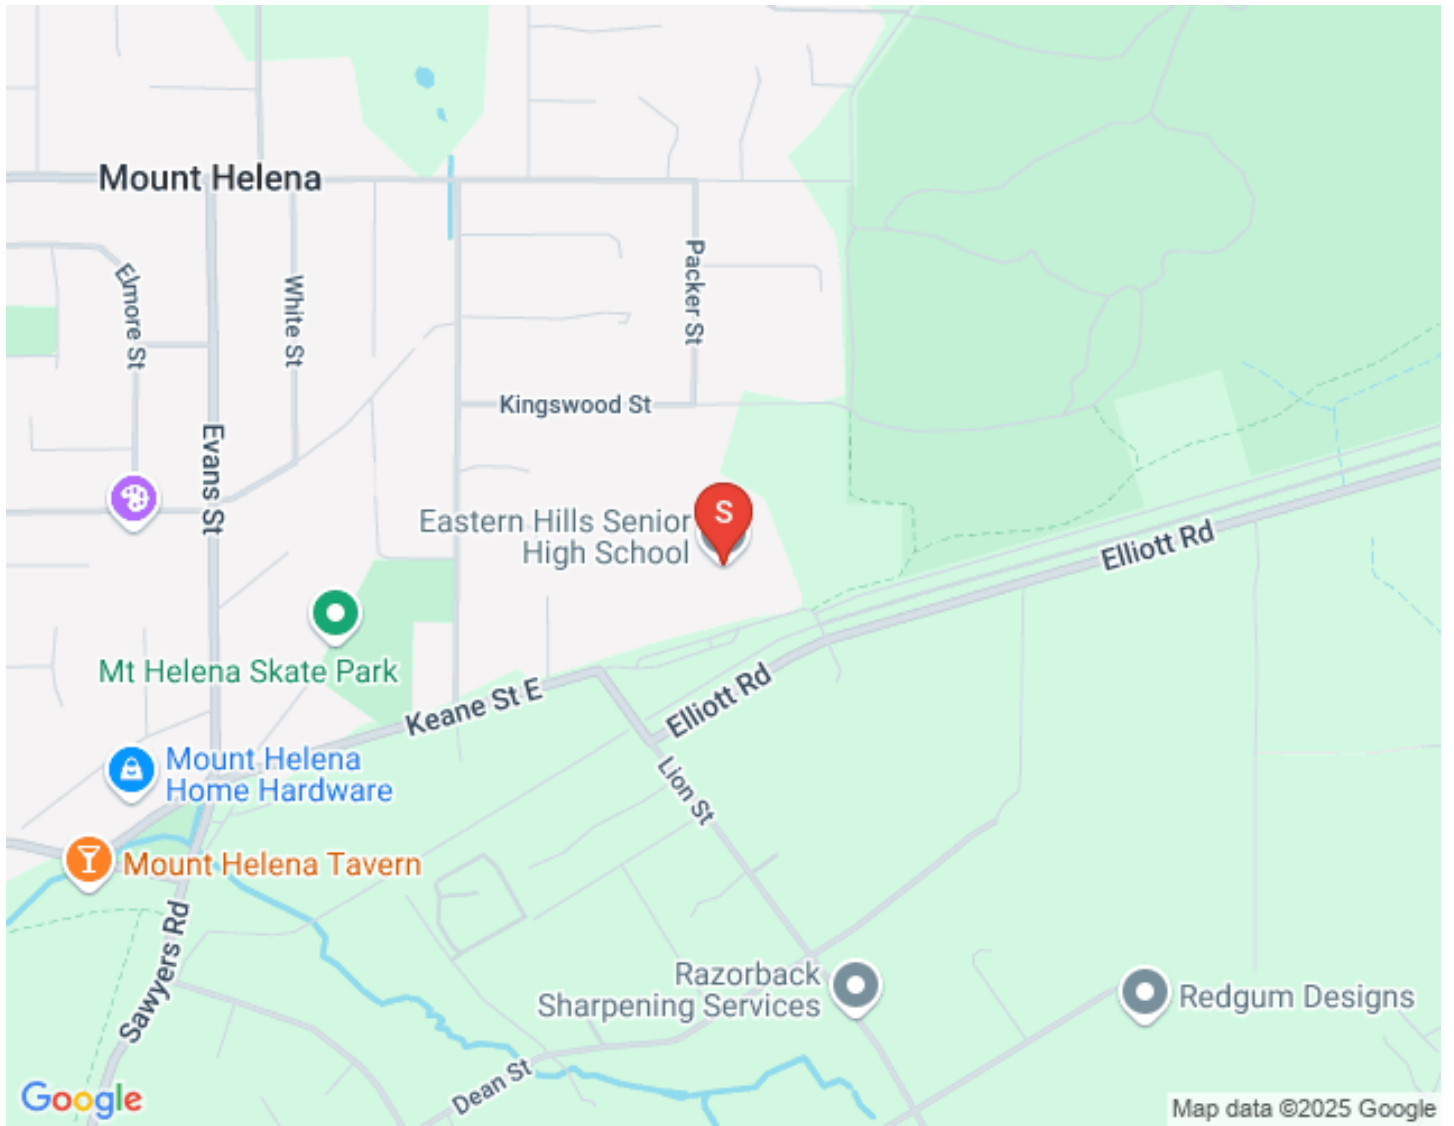 Mount Helena
Elmore St
White St
Packer St
Kingswood St
Evans St
S
Eastern Hills Senior
High School
Elliott Rd
Mt Helena Skate Park
Keane St E
Elliott Rd
Mount Helena
Home Hardware
Lion St
Mount Helena Tavern
Sawyers Rd
Razorback
Sharpening Services
Redgum Designs
Dean St
Google
Map data ©2025 Google